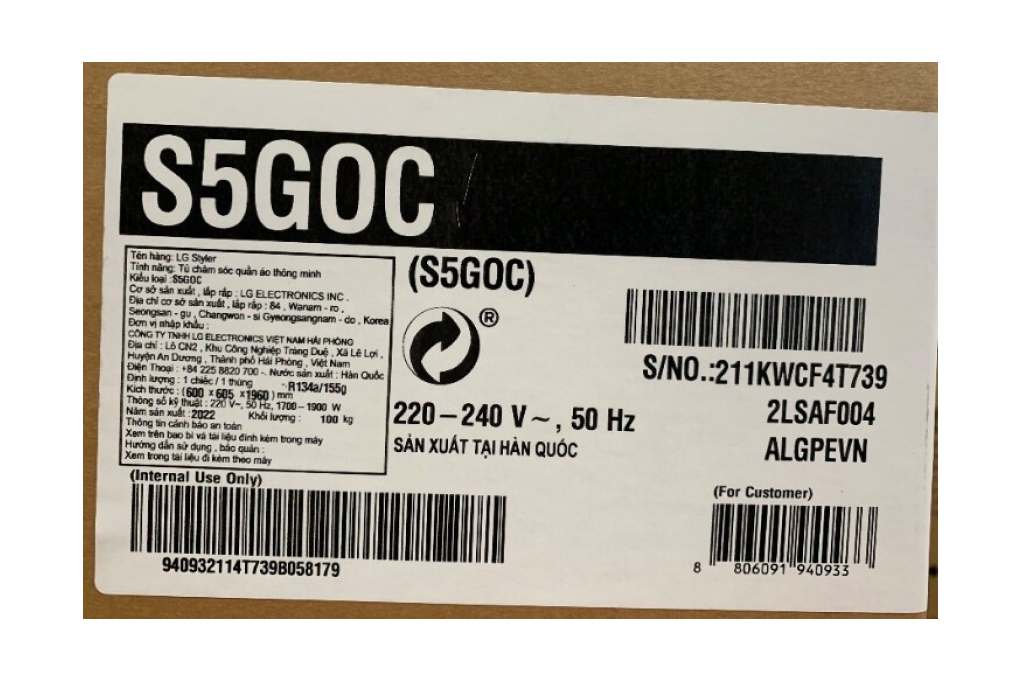 S5GOC
Tên hàng: LG Styler
Tính năng: Tủ chăm sóc quần áo thông minh
Kiểu loại :S5GOC
Cơ sở sản xuất , lắp ráp : LG ELECTRONICS INC .
Địa chỉ cơ sở sản xuất , lắp ráp : 84 , Wanam - ro ,
Seongsan - gu , Changwon - si Gyeongsangnam - do , Korea
Đơn vị nhập khẩu :
CÔNG TY TNHH LG ELECTRONICS VIỆT NAM HẢI PHÒNG
Địa chỉ : Lô CN2 , Khu Công Nghiệp Tràng Duệ , Xã Lê Lợi ,
Huyện An Dương , Thành phố Hải Phòng , Việt Nam
Điện Thoại : +84 225 8820 700 -. Nước sản xuất : Hàn Quốc
Định lượng : 1 chiếc / 1 thùng -. R134a/155g
Kích thước : (600 x 605 x 1960 ) mm
Thông số kỹ thuật : 220 V~, 50 Hz, 1700 - 1900 W
Năm sản xuất : 2022 Khối lượng : 100 kg
Thông tin cảnh báo an toàn
Xem trên bao bì và tài liệu đính kèm trong máy
Hướng dẫn sử dụng , bảo quản :
Xem trong tài liệu đi kèm theo máy
(S5GOC)
®
220 – 240 V ~ , 50 Hz
SẢN XUẤT TẠI HÀN QUỐC
S/NO.:211KWCF4T739
2LSAF004
ALGPEVN
(Internal Use Only)
940932114T739B058179
(For Customer)
8 806091 940933